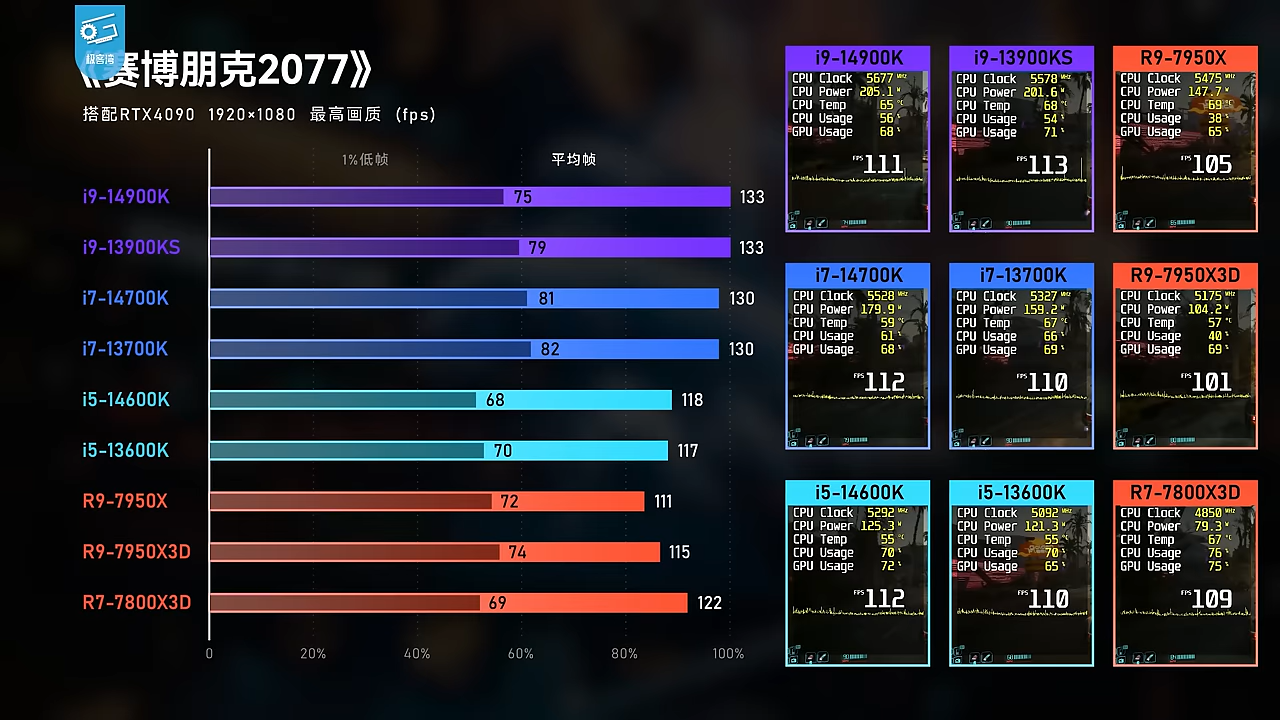 极客湾
《赛博朋克2077》
搭配RTX4090 1920×1080 最高画质 (fps)
1%低帧 平均帧
i9-14900K 75 133
i9-13900KS 79 133
i7-14700K 81 130
i7-13700K 82 130
i5-14600K 68 118
i5-13600K 70 117
R9-7950X 72 111
R9-7950X3D 74 115
R7-7800X3D 69 122
0 20% 40% 60% 80% 100%
i9-14900K
CPU Clock 5677 MHz
CPU Power 205.1 W
CPU Temp 65 °C
CPU Usage 56 %
GPU Usage 68 %
FPS 111
i9-13900KS
CPU Clock 5578 MHz
CPU Power 201.6 W
CPU Temp 68 °C
CPU Usage 54 %
GPU Usage 71 %
FPS 113
R9-7950X
CPU Clock 5475 MHz
CPU Power 147.7 W
CPU Temp 69 °C
CPU Usage 38 %
GPU Usage 65 %
FPS 105
i7-14700K
CPU Clock 5528 MHz
CPU Power 179.9 W
CPU Temp 59 °C
CPU Usage 61 %
GPU Usage 68 %
FPS 112
i7-13700K
CPU Clock 5327 MHz
CPU Power 159.2 W
CPU Temp 67 °C
CPU Usage 66 %
GPU Usage 69 %
FPS 110
R9-7950X3D
CPU Clock 5175 MHz
CPU Power 104.2 W
CPU Temp 57 °C
CPU Usage 40 %
GPU Usage 69 %
FPS 101
i5-14600K
CPU Clock 5292 MHz
CPU Power 125.3 W
CPU Temp 55 °C
CPU Usage 70 %
GPU Usage 72 %
FPS 112
i5-13600K
CPU Clock 5092 MHz
CPU Power 121.3 W
CPU Temp 55 °C
CPU Usage 70 %
GPU Usage 65 %
FPS 110
R7-7800X3D
CPU Clock 4850 MHz
CPU Power 79.3 W
CPU Temp 67 °C
CPU Usage 76 %
GPU Usage 75 %
FPS 109